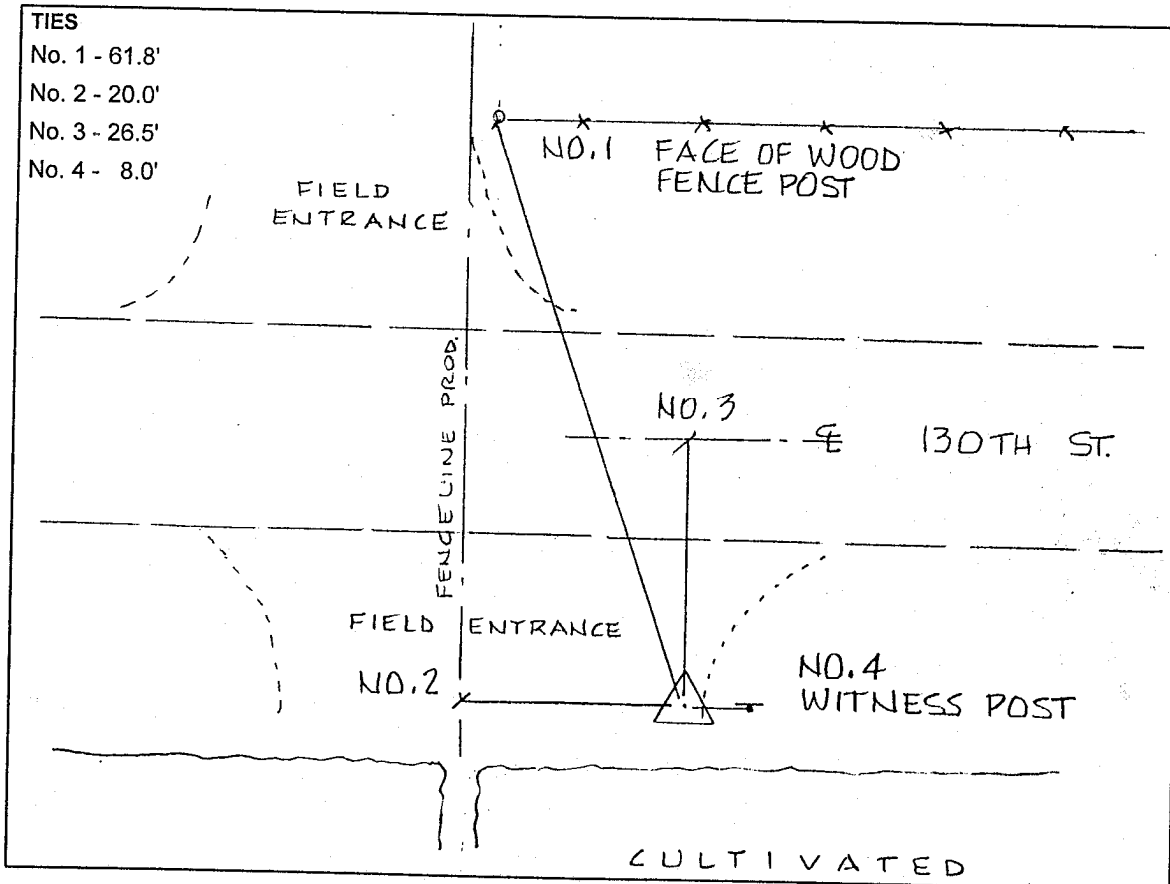 TIES
No. 1 - 61.8'
No. 2 - 20.0'
No. 3 - 26.5'
No. 4 - 8.0'
NO.1 FACE OF WOOD
FENCE POST
FIELD
ENTRANCE
FENCELINE PROD.
NO.3
℄ 130TH ST.
FIELD ENTRANCE
NO.2
NO.4
WITNESS POST
CULTIVATED